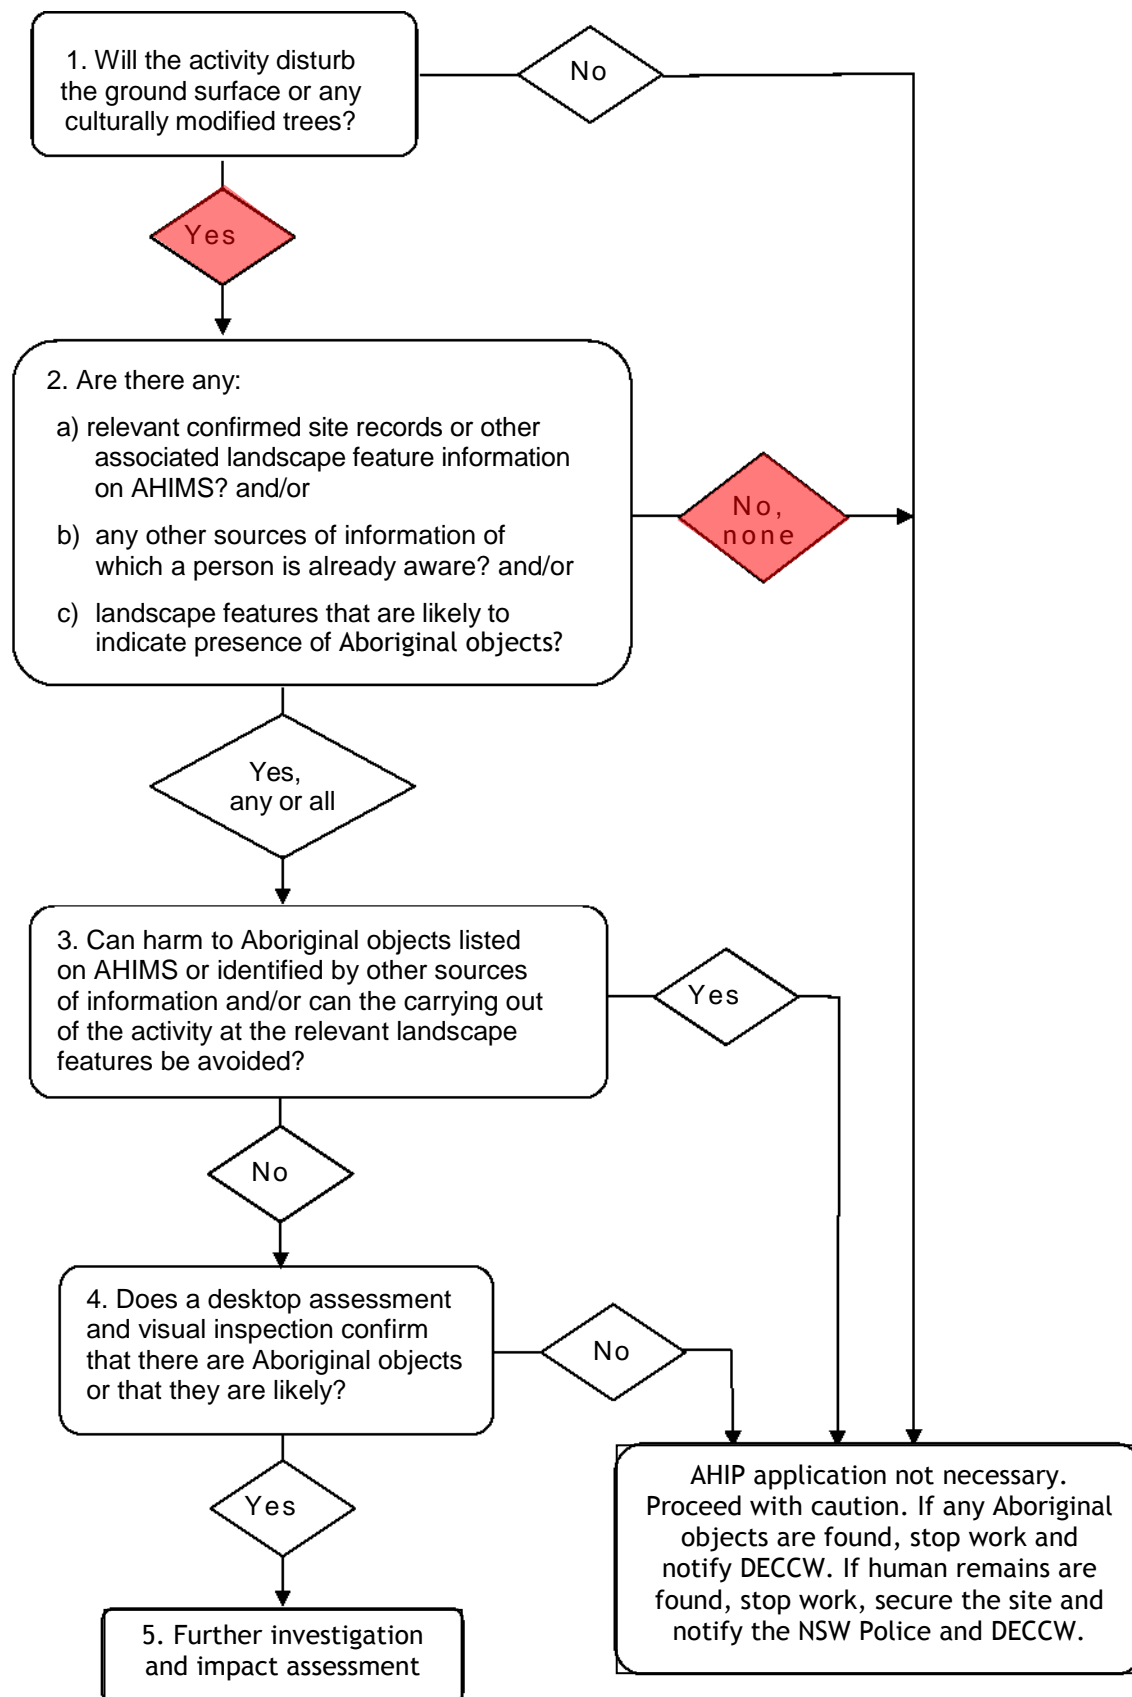 1. Will the activity disturb
the ground surface or any
culturally modified trees?
No
Yes
2. Are there any:
a) relevant confirmed site records or other
associated landscape feature information
on AHIMS? and/or
b) any other sources of information of
which a person is already aware? and/or
c) landscape features that are likely to
indicate presence of Aboriginal objects?
No,
none
Yes,
any or all
3. Can harm to Aboriginal objects listed
on AHIMS or identified by other sources
of information and/or can the carrying out
of the activity at the relevant landscape
features be avoided?
Yes
No
4. Does a desktop assessment
and visual inspection confirm
that there are Aboriginal objects
or that they are likely?
No
Yes
AHIP application not necessary.
Proceed with caution. If any Aboriginal
objects are found, stop work and
notify DECCW. If human remains are
found, stop work, secure the site and
notify the NSW Police and DECCW.
5. Further investigation
and impact assessment